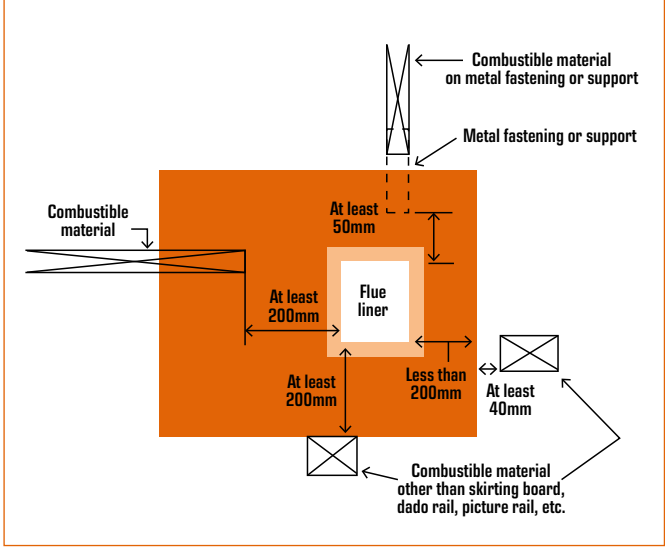 Combustible material
on metal fastening or support
Metal fastening or support
Combustible
material
At least
50mm
Flue
liner
At least
200mm
At least
200mm
Less than
200mm
At least
40mm
Combustible material
other than skirting board,
dado rail, picture rail, etc.